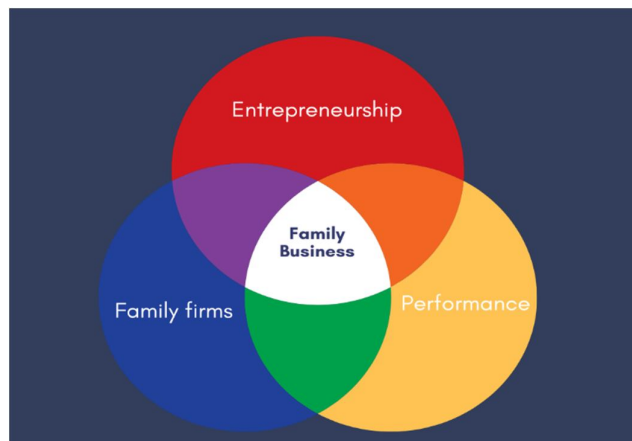 Entrepreneurship
Family
Business
Family firms
Performance